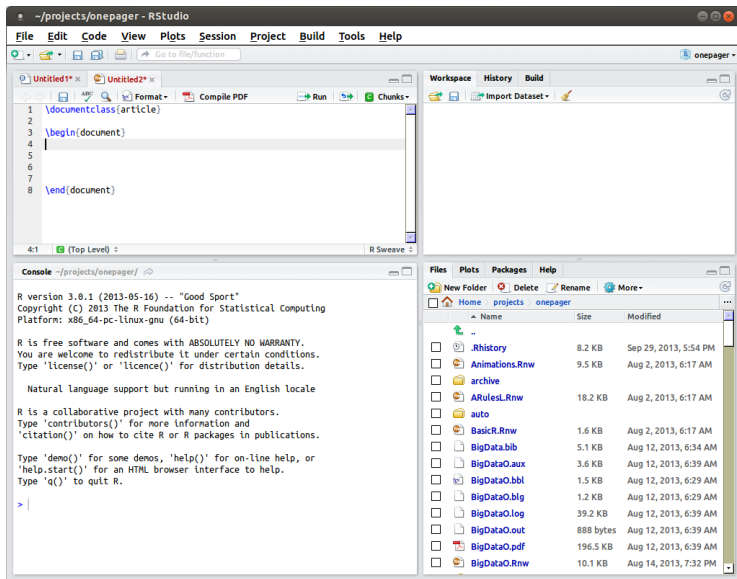 ~/projects/onepager - RStudio
File Edit Code View Plots Session Project Build Tools Help
Go to file/function
onepager
Untitled1* × Untitled2* ×
ABC Format Compile PDF Run Chunks
1 \documentclass{article}
2
3 \begin{document}
4
5
6
7
8 \end{document}
4:1 (Top Level) R Sweave
Workspace History Build
Import Dataset
Console ~/projects/onepager/
R version 3.0.1 (2013-05-16) -- "Good Sport"
Copyright (C) 2013 The R Foundation for Statistical Computing
Platform: x86_64-pc-linux-gnu (64-bit)
R is free software and comes with ABSOLUTELY NO WARRANTY.
You are welcome to redistribute it under certain conditions.
Type 'license()' or 'licence()' for distribution details.
Natural language support but running in an English locale
R is a collaborative project with many contributors.
Type 'contributors()' for more information and
'citation()' on how to cite R or R packages in publications.
Type 'demo()' for some demos, 'help()' for on-line help, or
'help.start()' for an HTML browser interface to help.
Type 'q()' to quit R.
>
Files Plots Packages Help
New Folder Delete Rename More
Home projects onepager ...
Name Size Modified
..
.Rhistory 8.2 KB Sep 29, 2013, 5:54 PM
Animations.Rnw 9.5 KB Aug 2, 2013, 6:17 AM
archive
ARulesL.Rnw 18.2 KB Aug 2, 2013, 6:17 AM
auto
BasicR.Rnw 1.6 KB Aug 2, 2013, 6:17 AM
BigData.bib 5.1 KB Aug 12, 2013, 6:34 AM
BigDataO.aux 3.6 KB Aug 12, 2013, 6:39 AM
BigDataO.bbl 1.5 KB Aug 12, 2013, 6:29 AM
BigDataO.blg 1.2 KB Aug 12, 2013, 6:29 AM
BigDataO.log 39.2 KB Aug 12, 2013, 6:39 AM
BigDataO.out 888 bytes Aug 12, 2013, 6:39 AM
BigDataO.pdf 196.5 KB Aug 12, 2013, 6:39 AM
BigDataO.Rnw 10.1 KB Aug 14, 2013, 7:32 PM